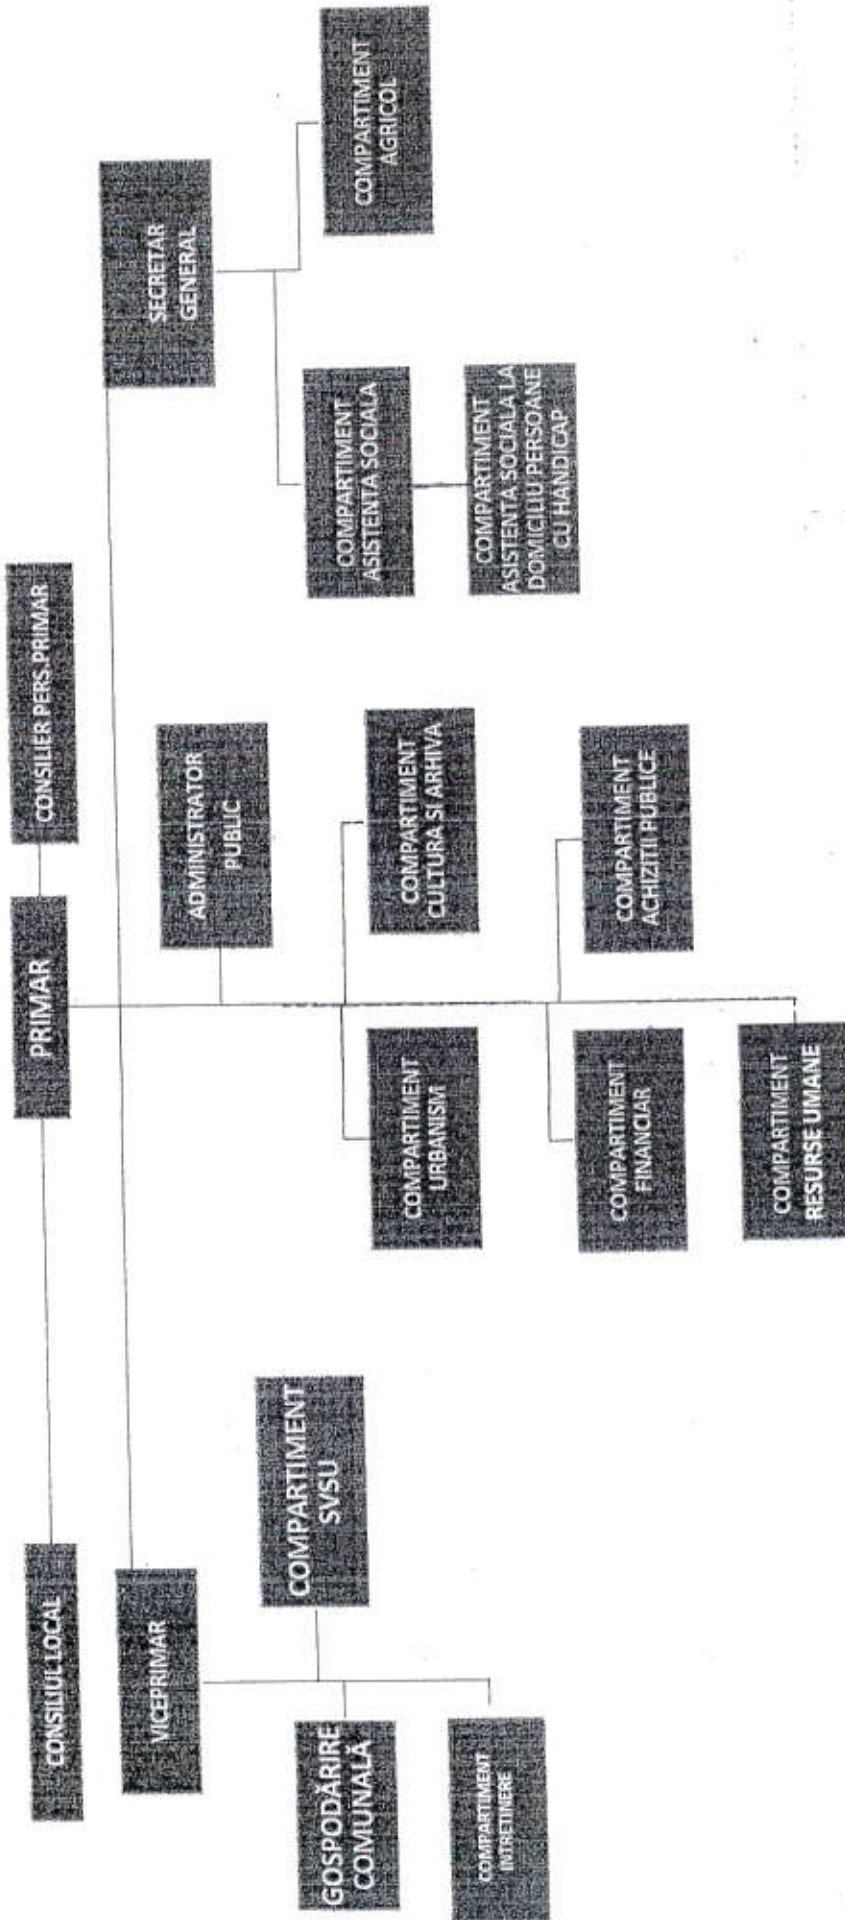 CONSILIUL LOCAL
PRIMAR
CONSILIER PERS.PRIMAR
VICEPRIMAR
SECRETAR
GENERAL
ADMINISTRATOR
PUBLIC
COMPARTIMENT
SVSU
GOSPODĂRIRE
COMUNALĂ
COMPARTIMENT
INTRETINERE
COMPARTIMENT
URBANISM
COMPARTIMENT
CULTURA SI ARHIVA
COMPARTIMENT
FINANCIAR
COMPARTIMENT
ACHIZITII PUBLICE
COMPARTIMENT
RESURSE UMANE
COMPARTIMENT
ASISTENTA SOCIALA
COMPARTIMENT
ASISTENTA SOCIALA LA
DOMICILIU PERSOANE
CU HANDICAP
COMPARTIMENT
AGRICOL